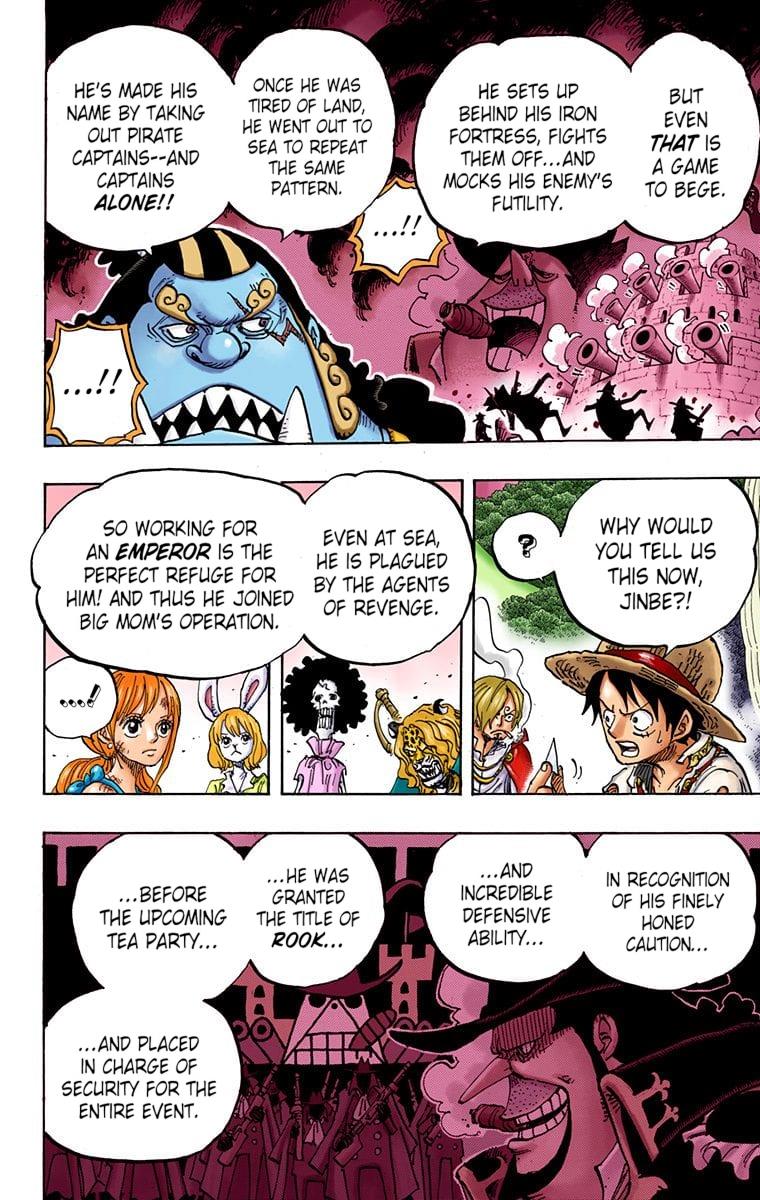 BUT
EVEN
THAT IS
A GAME
TO BEGE.
HE SETS UP
BEHIND HIS IRON
FORTRESS, FIGHTS
THEM OFF...AND
MOCKS HIS ENEMY'S
FUTILITY.
...!!
ONCE HE WAS
TIRED OF LAND,
HE WENT OUT TO
SEA TO REPEAT
THE SAME
PATTERN.
HE'S MADE HIS
NAME BY TAKING
OUT PIRATE
CAPTAINS--AND
CAPTAINS
ALONE!!
...!!
WHY WOULD
YOU TELL US
THIS NOW,
JINBE?!
?
EVEN AT SEA,
HE IS PLAGUED
BY THE AGENTS
OF REVENGE.
SO WORKING FOR
AN EMPEROR IS THE
PERFECT REFUGE FOR
HIM! AND THUS HE JOINED
BIG MOM'S OPERATION.
....!
IN RECOGNITION
OF HIS FINELY
HONED
CAUTION...
...AND
INCREDIBLE
DEFENSIVE
ABILITY...
...HE WAS
GRANTED
THE TITLE OF
ROOK...
...BEFORE
THE UPCOMING
TEA PARTY...
...AND PLACED
IN CHARGE OF
SECURITY FOR THE
ENTIRE EVENT.